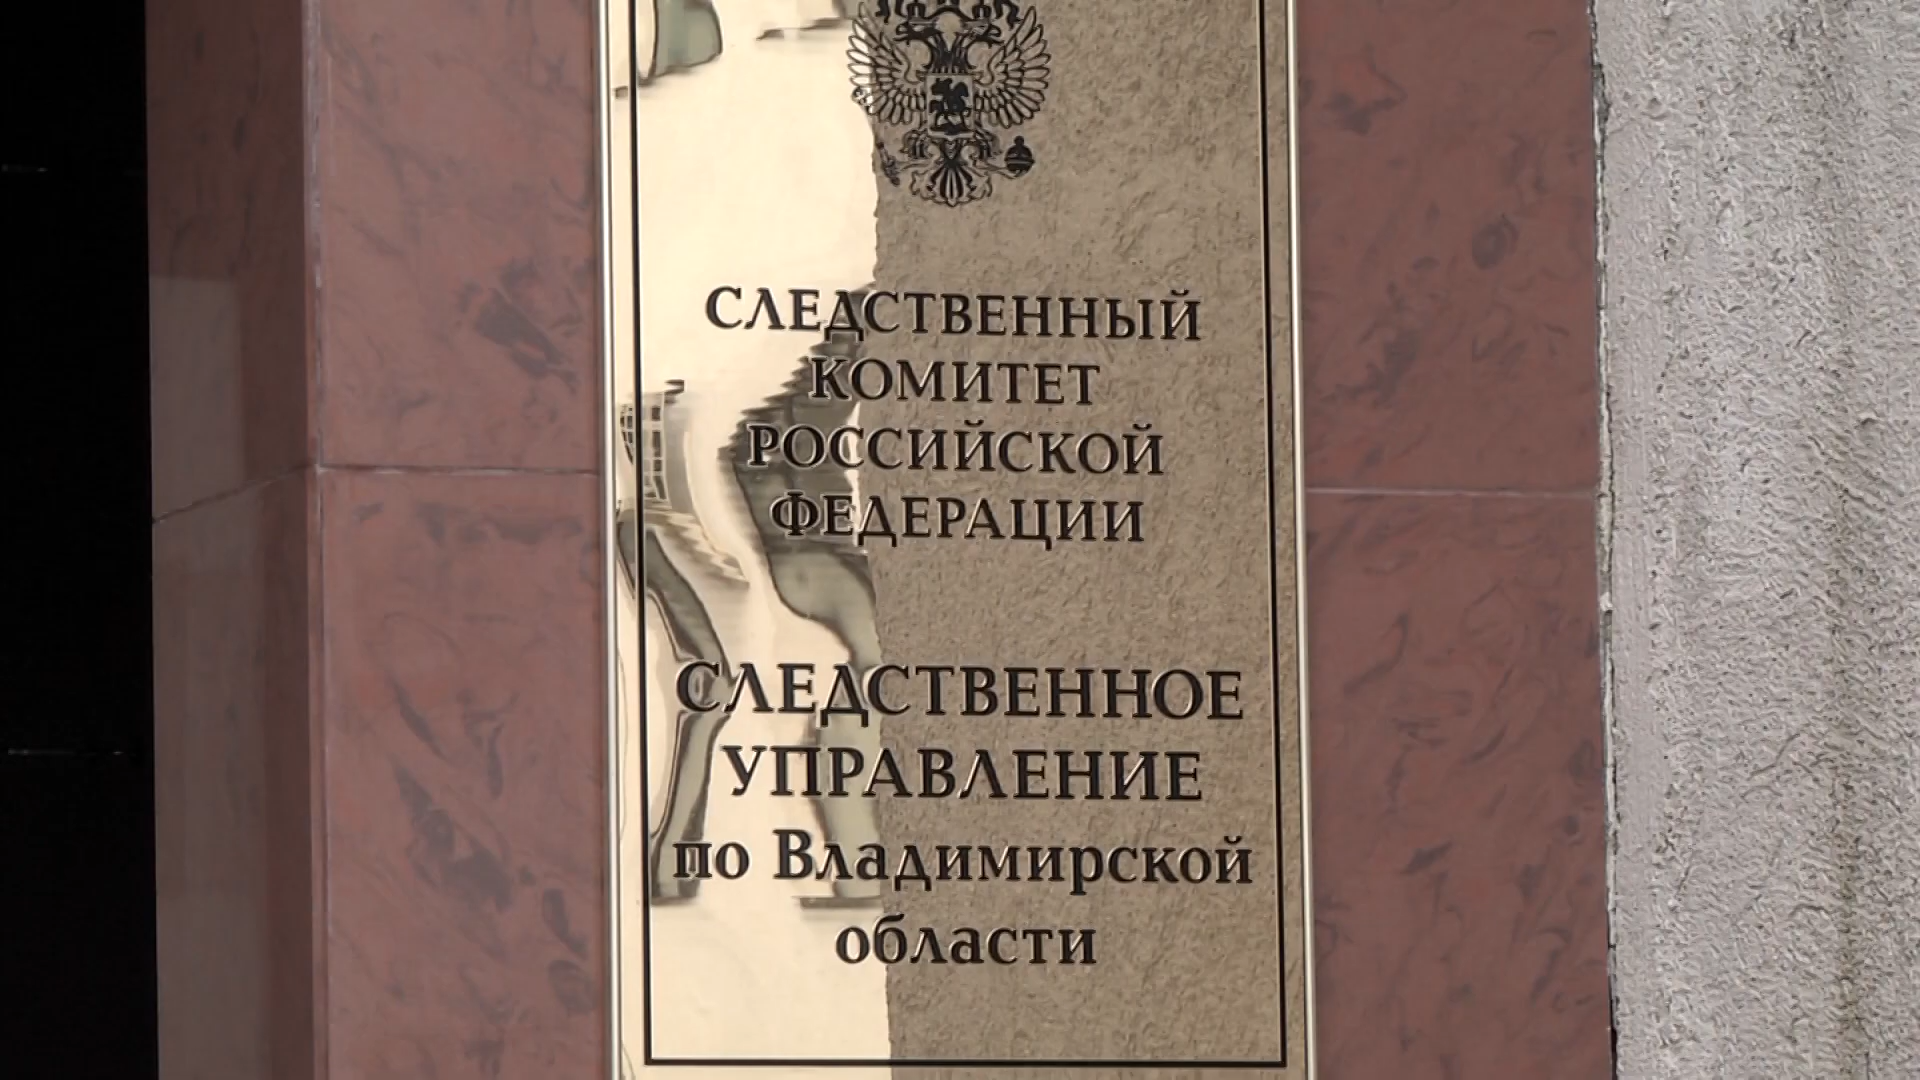 СЛЕДСТВЕННЫЙ
КОМИТЕТ
РОССИЙСКОЙ
ФЕДЕРАЦИИ
СЛЕДСТВЕННОЕ
УПРАВЛЕНИЕ
по Владимирской
области